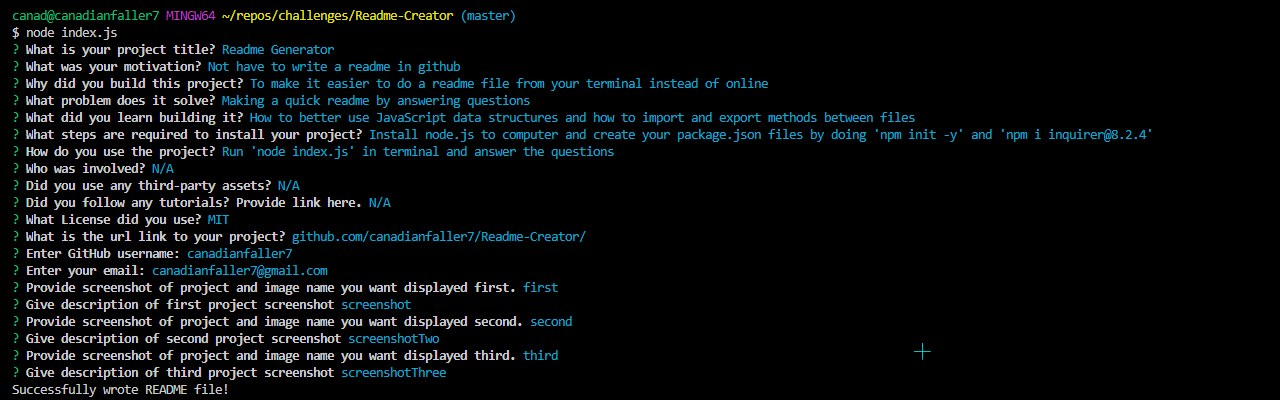 canad@canadianfaller7 MINGW64 ~/repos/challenges/Readme-Creator (master)
$ node index.js
? What is your project title? Readme Generator
? What was your motivation? Not have to write a readme in github
? Why did you build this project? To make it easier to do a readme file from your terminal instead of online
? What problem does it solve? Making a quick readme by answering questions
? What did you learn building it? How to better use JavaScript data structures and how to import and export methods between files
? What steps are required to install your project? Install node.js to computer and create your package.json files by doing 'npm init -y' and 'npm i inquirer@8.2.4'
? How do you use the project? Run 'node index.js' in terminal and answer the questions
? Who was involved? N/A
? Did you use any third-party assets? N/A
? Did you follow any tutorials? Provide link here. N/A
? What License did you use? MIT
? What is the url link to your project? github.com/canadianfaller7/Readme-Creator/
? Enter GitHub username: canadianfaller7
? Enter your email: canadianfaller7@gmail.com
? Provide screenshot of project and image name you want displayed first. first
? Give description of first project screenshot screenshot
? Provide screenshot of project and image name you want displayed second. second
? Give description of second project screenshot screenshotTwo
? Provide screenshot of project and image name you want displayed third. third
? Give description of third project screenshot screenshotThree
Successfully wrote README file!